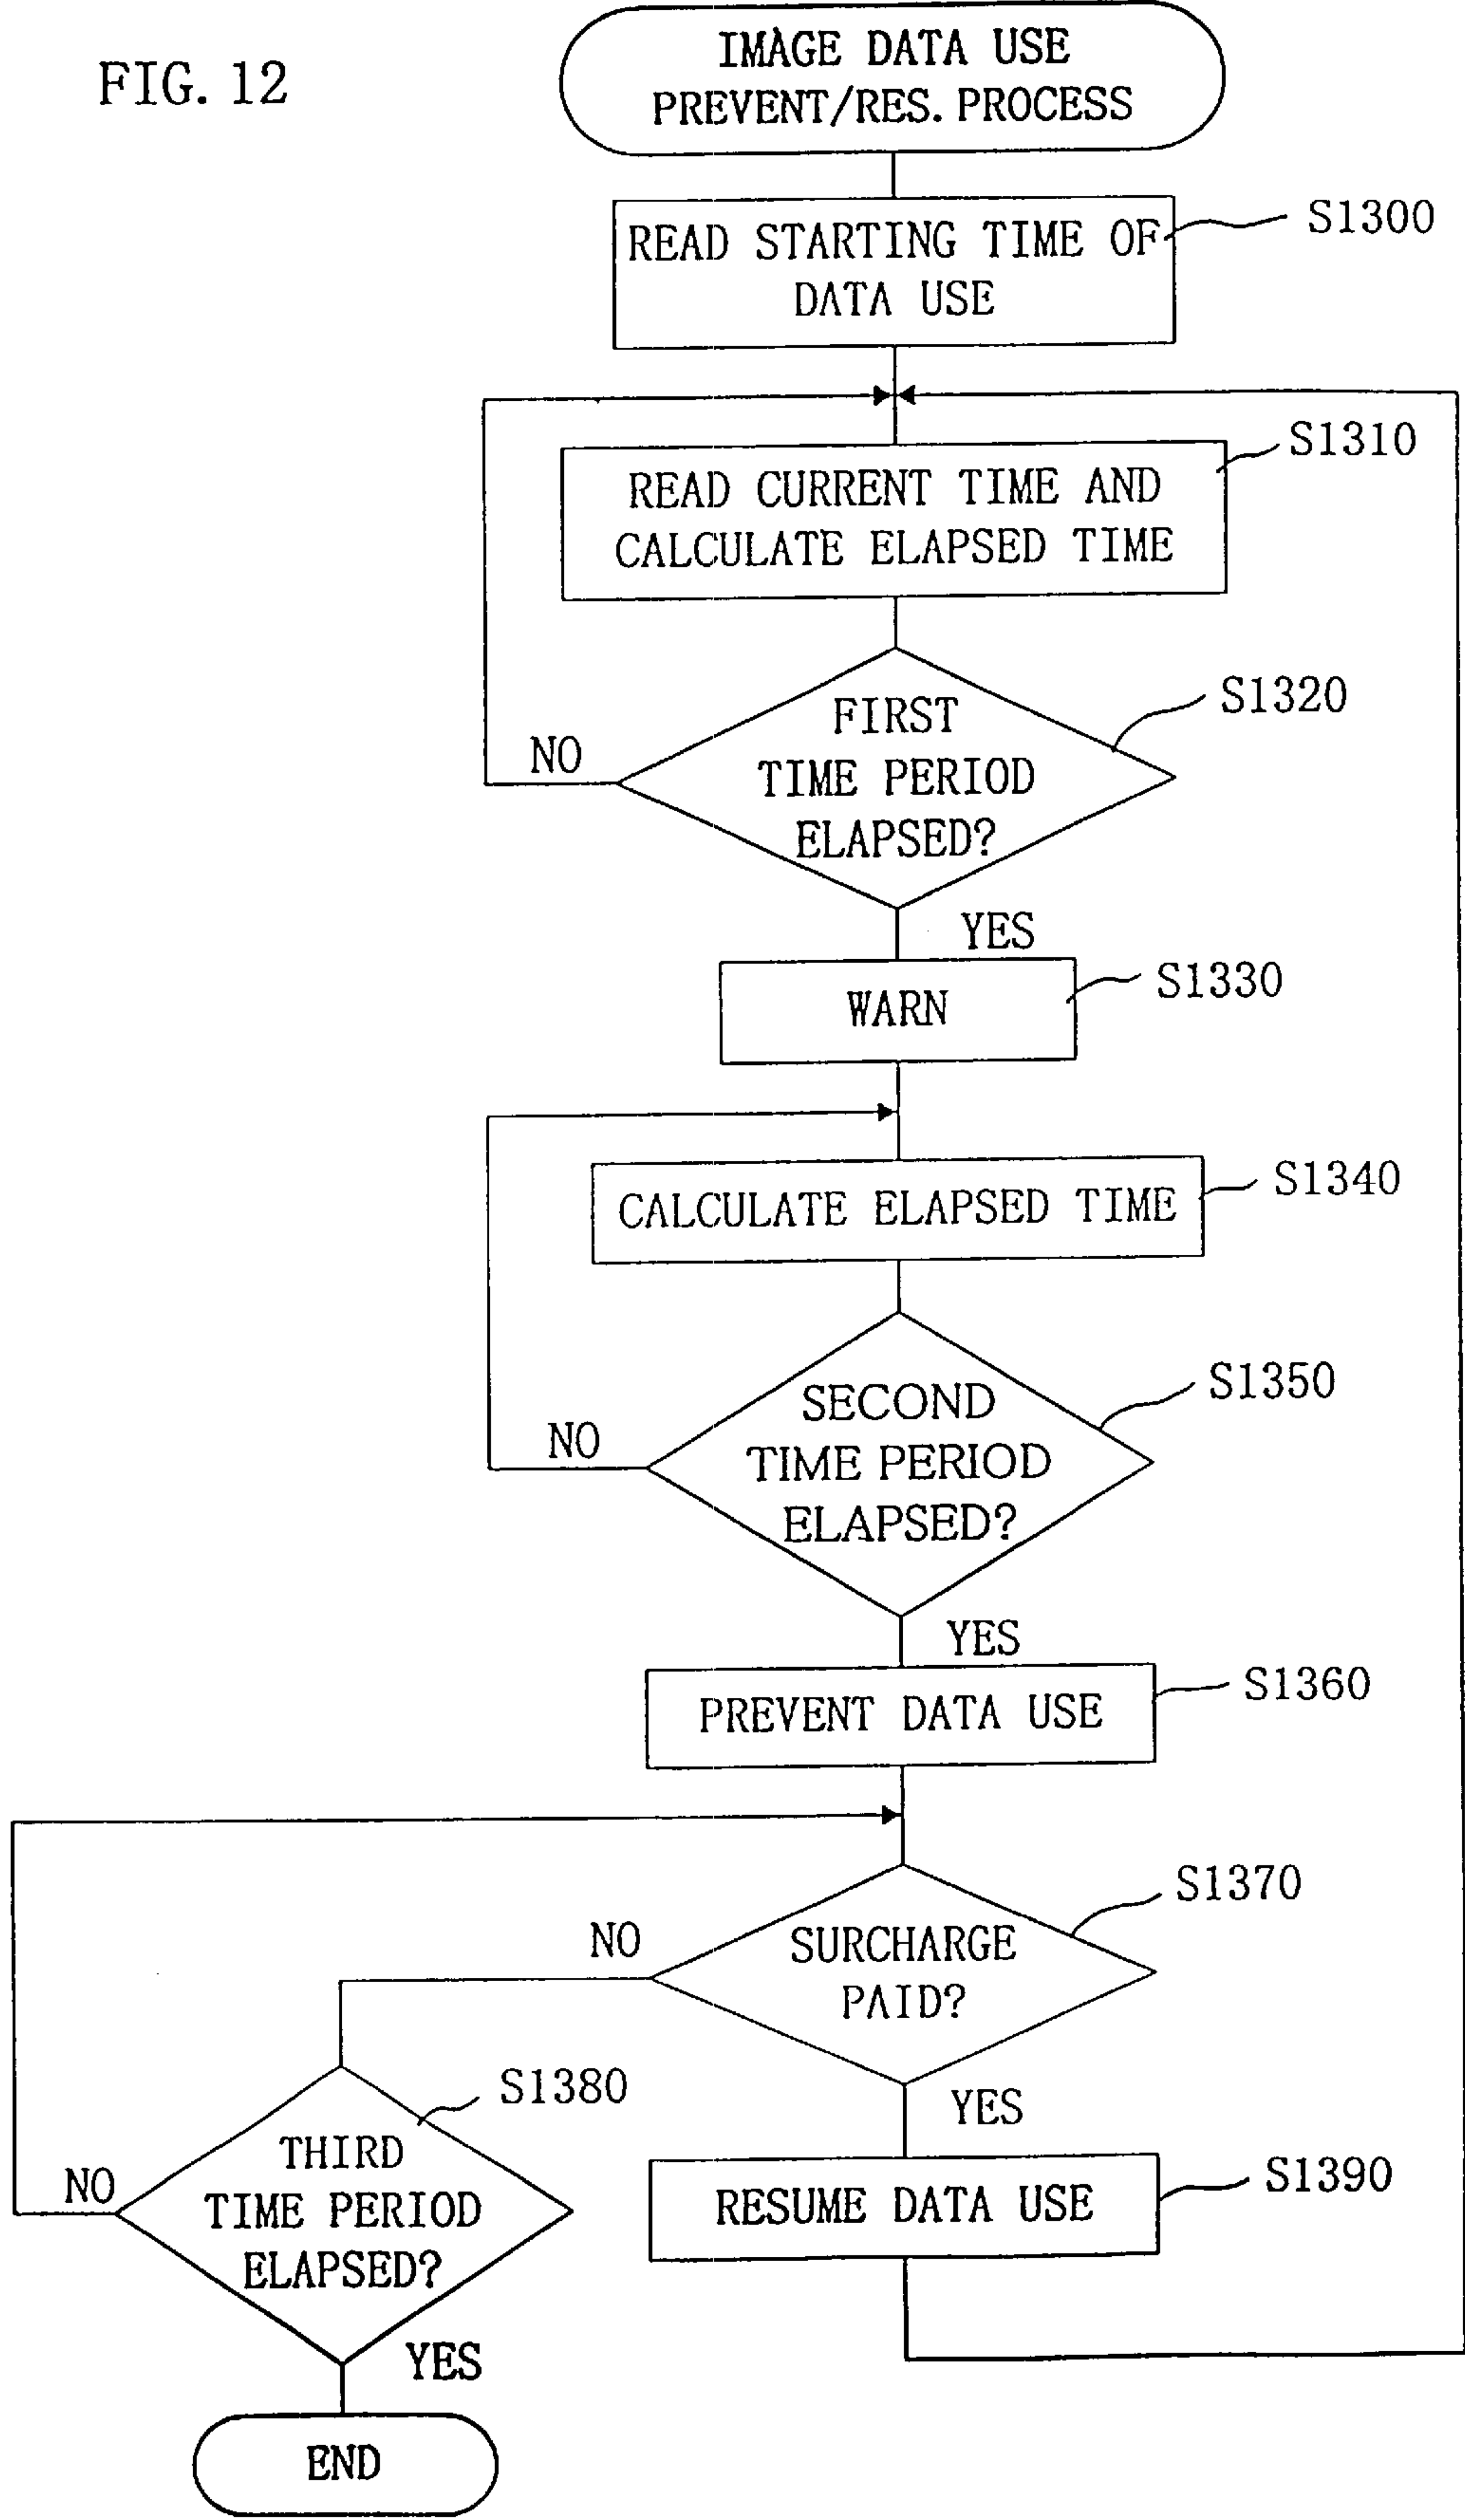 FIG. 12
IMAGE DATA USE
PREVENT/RES. PROCESS
READ STARTING TIME OF
DATA USE
S1300
READ CURRENT TIME AND
CALCULATE ELAPSED TIME
S1310
FIRST
TIME PERIOD
ELAPSED?
S1320
NO
YES
WARN
S1330
CALCULATE ELAPSED TIME
S1340
SECOND
TIME PERIOD
ELAPSED?
S1350
NO
YES
PREVENT DATA USE
S1360
SURCHARGE
PAID?
S1370
NO
YES
THIRD
TIME PERIOD
ELAPSED?
S1380
NO
YES
RESUME DATA USE
S1390
END